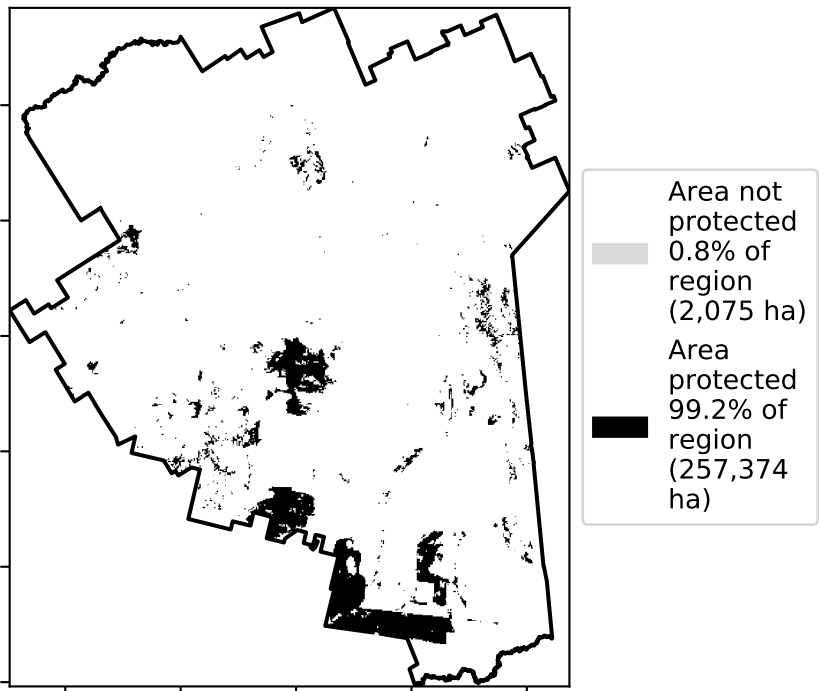 Area not
protected
0.8% of
region
(2,075 ha)
Area
protected
99.2% of
region
(257,374
ha)